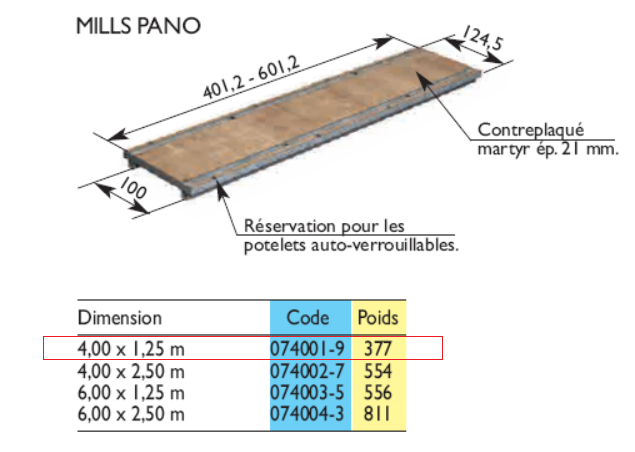 MILLS PANO
124,5
401,2 - 601,2
Contreplaqué
martyr ép. 21 mm.
100
Réservation pour les
potelets auto-verrouillables.
Dimension Code Poids
4,00 x 1,25 m 074001-9 377
4,00 x 2,50 m 074002-7 554
6,00 x 1,25 m 074003-5 556
6,00 x 2,50 m 074004-3 811